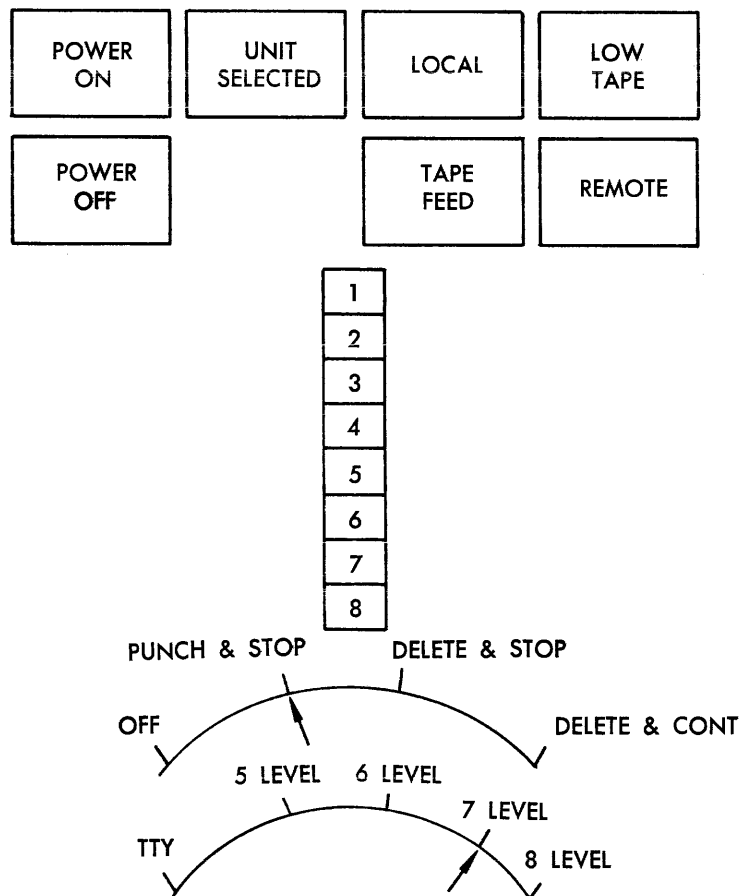 POWER
ON
UNIT
SELECTED
LOCAL
LOW
TAPE
POWER
OFF
TAPE
FEED
REMOTE
1
2
3
4
5
6
7
8
PUNCH & STOP
DELETE & STOP
OFF
DELETE & CONT
5 LEVEL
6 LEVEL
7 LEVEL
TTY
8 LEVEL